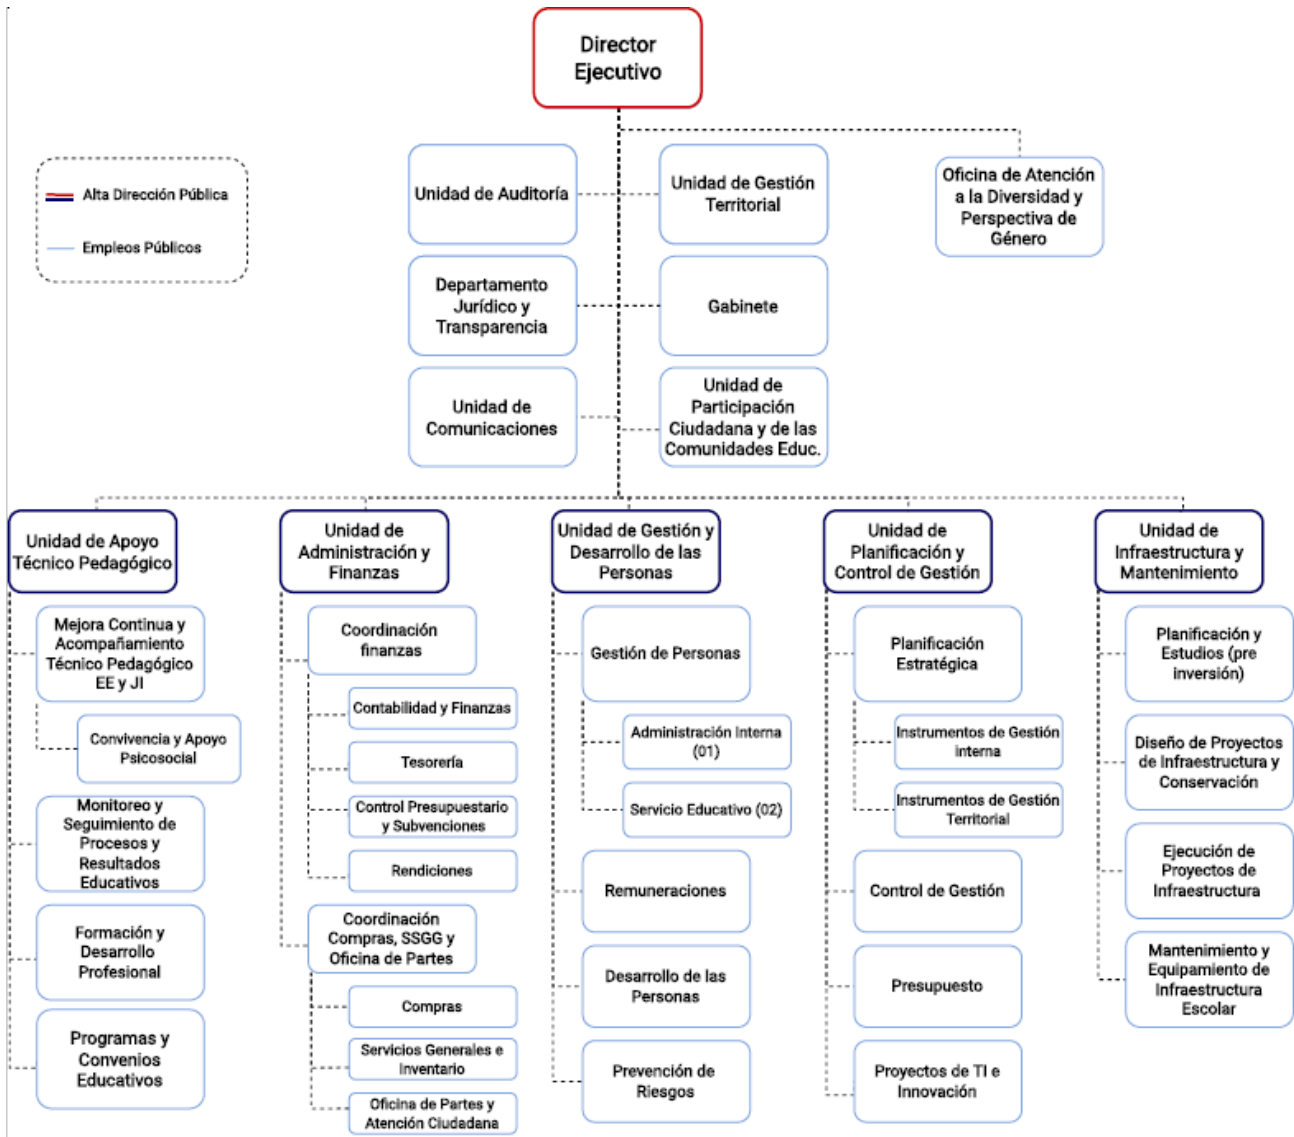 Director
Ejecutivo
Alta Dirección Pública
Empleos Públicos
Unidad de Auditoría
Unidad de Gestión
Territorial
Oficina de Atención
a la Diversidad y
Perspectiva de
Género
Departamento
Jurídico y
Transparencia
Gabinete
Unidad de
Comunicaciones
Unidad de
Participación
Ciudadana y de las
Comunidades Educ.
Unidad de Apoyo
Técnico Pedagógico
Mejora Continua y
Acompañamiento
Técnico Pedagógico
EE y JI
Convivencia y Apoyo
Psicosocial
Monitoreo y
Seguimiento de
Procesos y
Resultados
Educativos
Formación y
Desarrollo
Profesional
Programas y
Convenios
Educativos
Unidad de
Administración y
Finanzas
Coordinación
finanzas
Contabilidad y Finanzas
Tesorería
Control Presupuestario
y Subvenciones
Rendiciones
Coordinación
Compras, SSGG y
Oficina de Partes
Compras
Servicios Generales e
Inventario
Oficina de Partes y
Atención Ciudadana
Unidad de Gestión y
Desarrollo de las
Personas
Gestión de Personas
Administración Interna
(01)
Servicio Educativo (02)
Remuneraciones
Desarrollo de las
Personas
Prevención de
Riesgos
Unidad de
Planificación y
Control de Gestión
Planificación
Estratégica
Instrumentos de Gestión
interna
Instrumentos de Gestión
Territorial
Control de Gestión
Presupuesto
Proyectos de TI e
Innovación
Unidad de
Infraestructura y
Mantenimiento
Planificación y
Estudios (pre
inversión)
Diseño de Proyectos
de Infraestructura y
Conservación
Ejecución de
Proyectos de
Infraestructura
Mantenimiento y
Equipamiento de
Infraestructura
Escolar